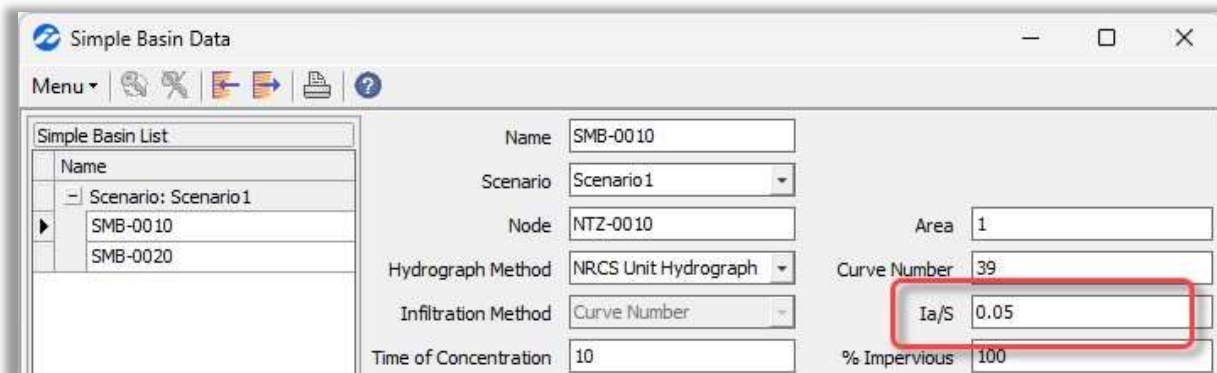 Simple Basin Data
Menu
Simple Basin List
Name
Scenario: Scenario1
SMB-0010
SMB-0020
Name SMB-0010
Scenario Scenario1
Node NTZ-0010 Area 1
Hydrograph Method NRCS Unit Hydrograph Curve Number 39
Infiltration Method Curve Number Ia/S 0.05
Time of Concentration 10 % Impervious 100